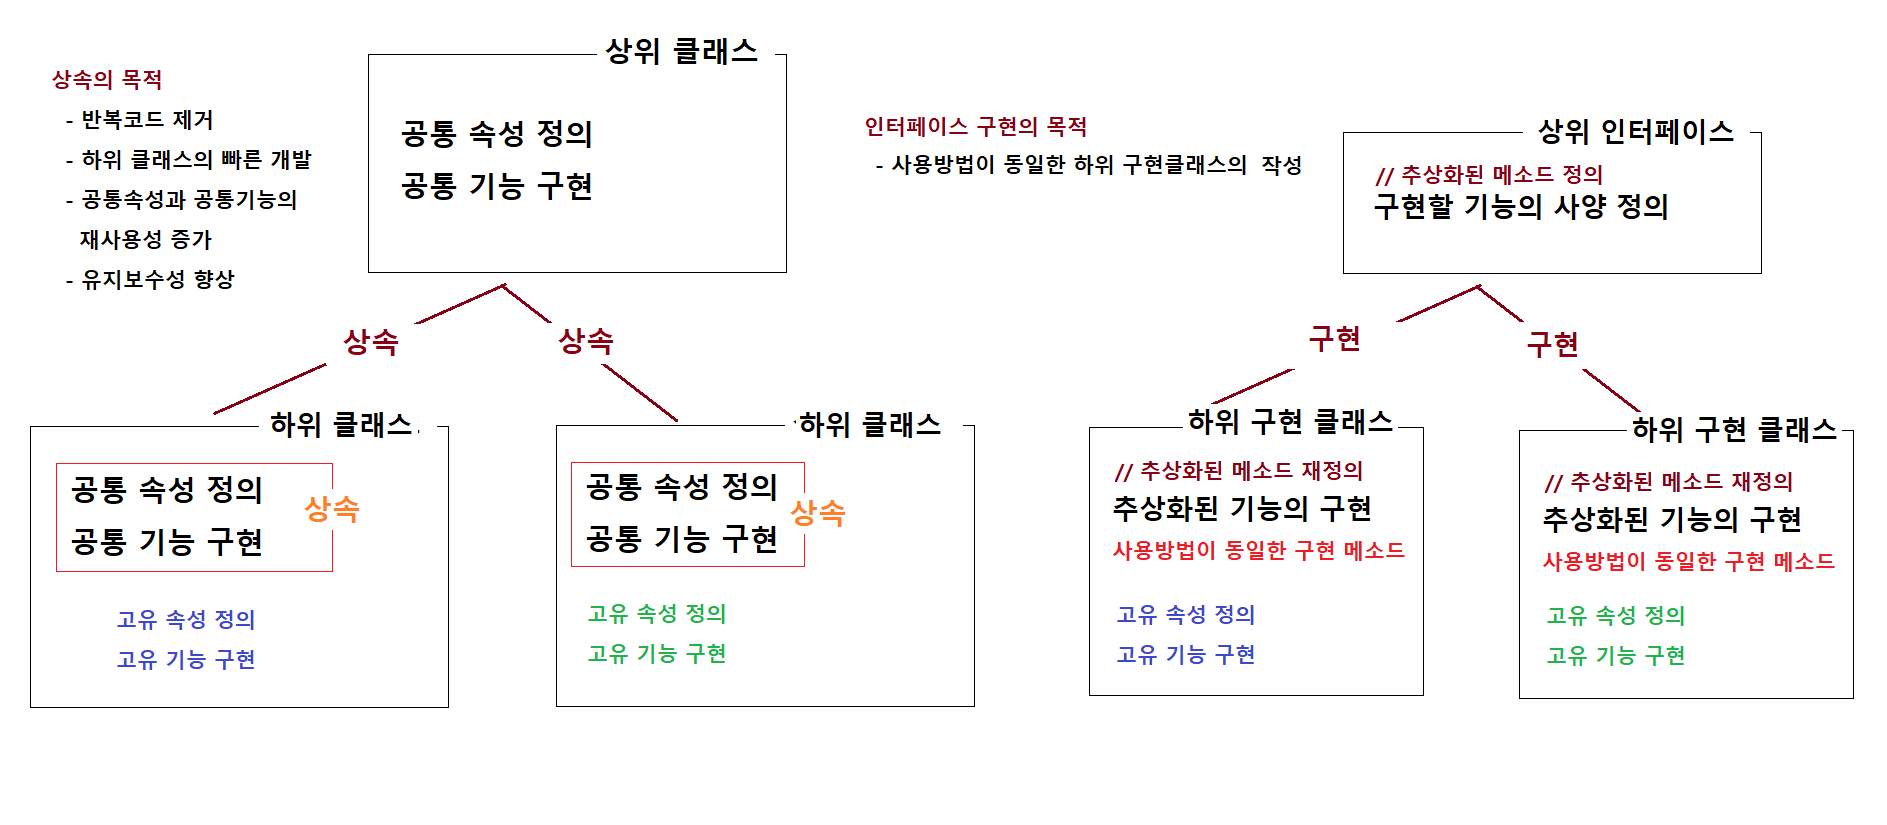 상위 클래스
상속의 목적
- 반복코드 제거
- 하위 클래스의 빠른 개발
- 공통속성과 공통기능의
재사용성 증가
- 유지보수성 향상
공통 속성 정의
공통 기능 구현
상속
상속
하위 클래스
공통 속성 정의
공통 기능 구현
상속
고유 속성 정의
고유 기능 구현
하위 클래스
공통 속성 정의
공통 기능 구현
상속
고유 속성 정의
고유 기능 구현
인터페이스 구현의 목적
- 사용방법이 동일한 하위 구현클래스의 작성
상위 인터페이스
// 추상화된 메소드 정의
구현할 기능의 사양 정의
구현
구현
하위 구현 클래스
// 추상화된 메소드 재정의
추상화된 기능의 구현
사용방법이 동일한 구현 메소드
고유 속성 정의
고유 기능 구현
하위 구현 클래스
// 추상화된 메소드 재정의
추상화된 기능의 구현
사용방법이 동일한 구현 메소드
고유 속성 정의
고유 기능 구현